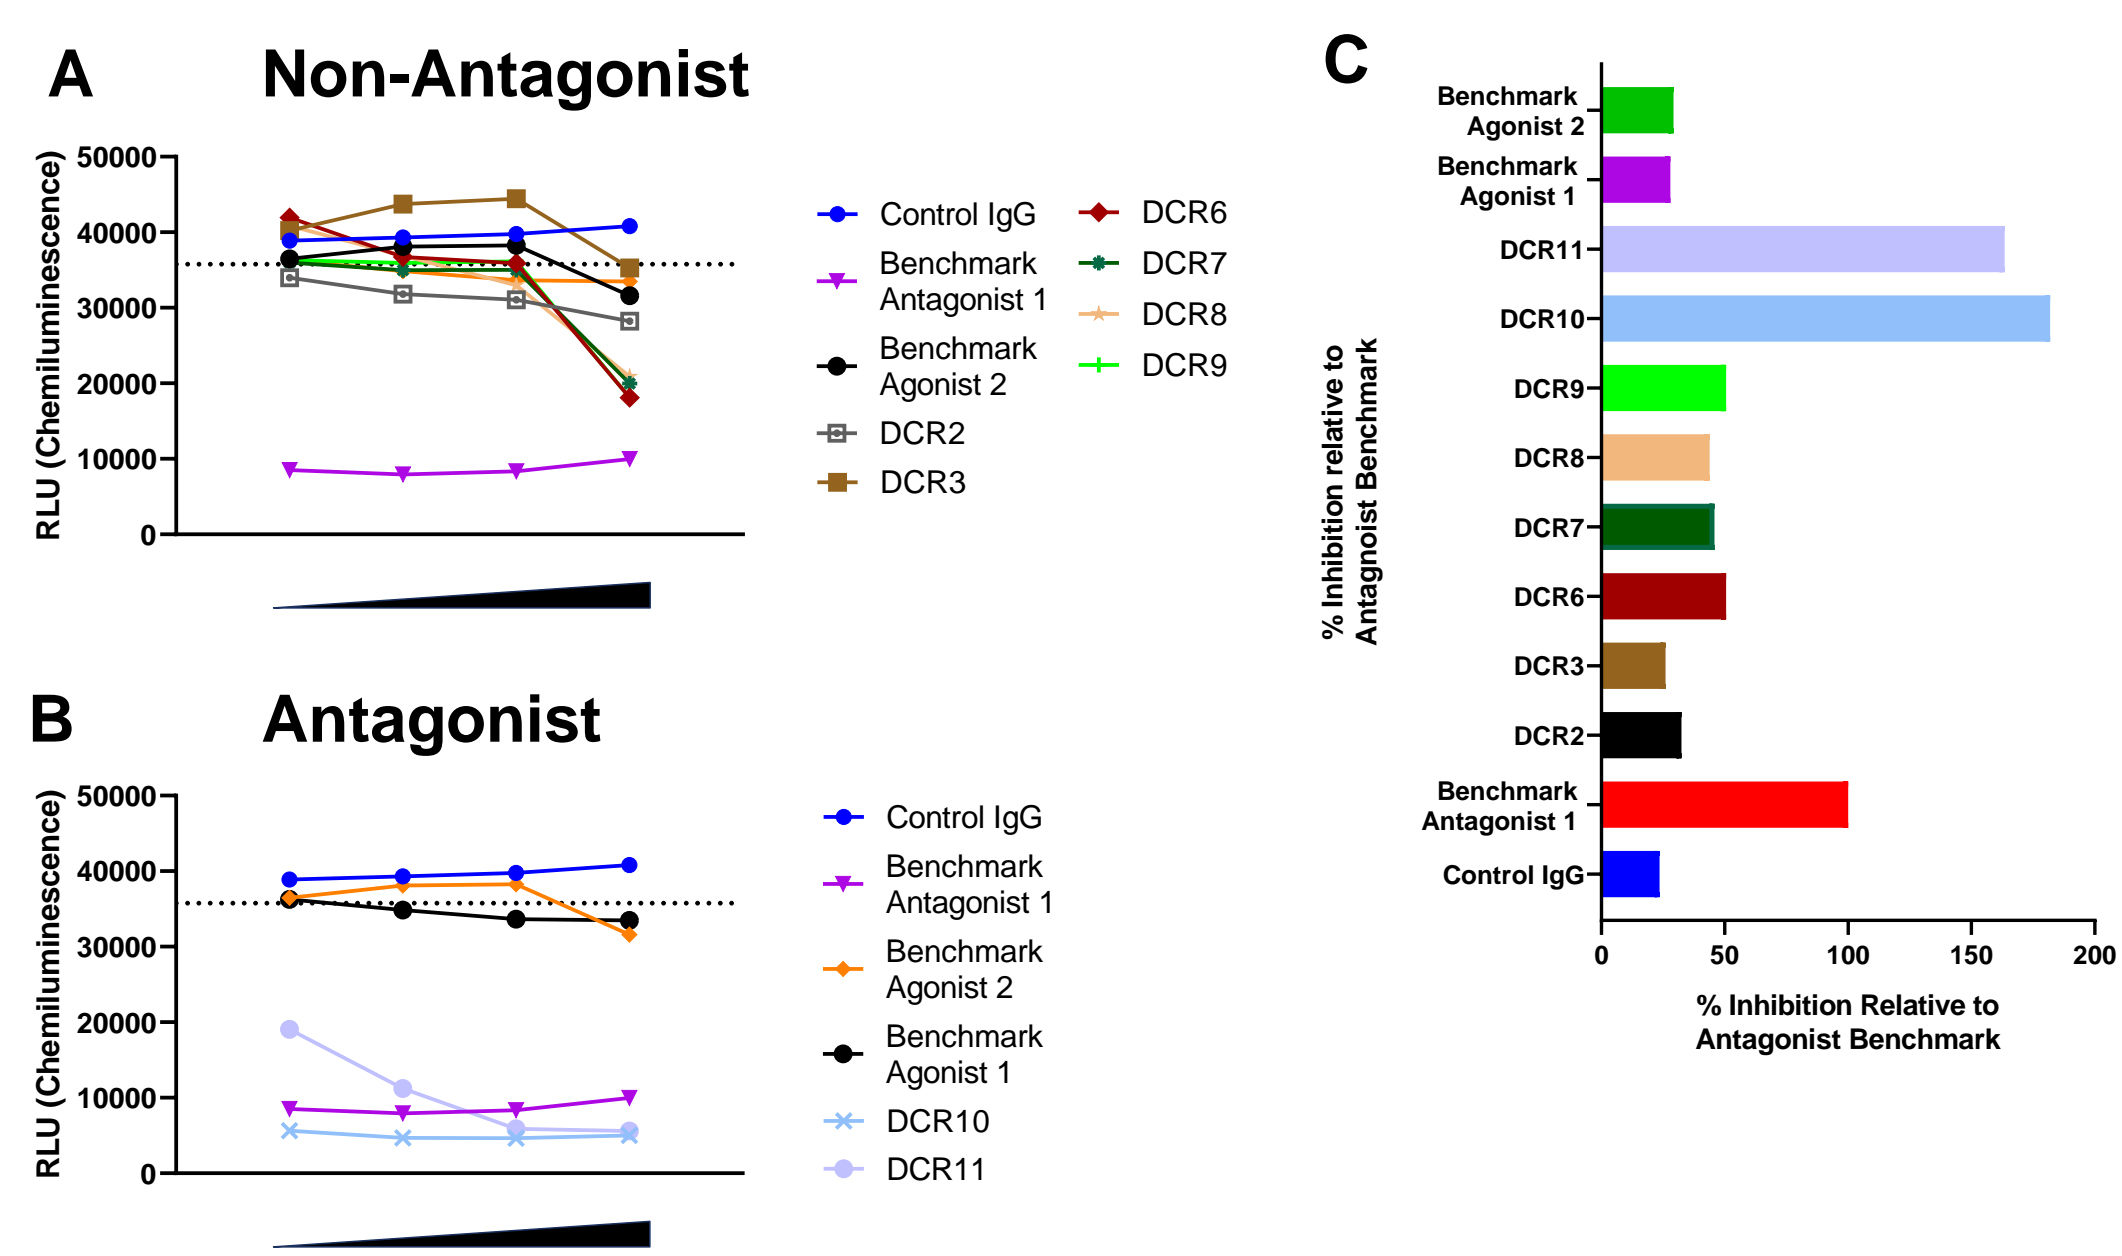 A
Non-Antagonist
RLU (Chemiluminescence)
50000
40000
30000
20000
10000
0
Control IgG
Benchmark
Antagonist 1
Benchmark
Agonist 2
DCR2
DCR3
DCR6
DCR7
DCR8
DCR9
B
Antagonist
RLU (Chemiluminescence)
50000
40000
30000
20000
10000
0
Control IgG
Benchmark
Antagonist 1
Benchmark
Agonist 2
Benchmark
Agonist 1
DCR10
DCR11
C
% Inhibition relative to
Antagnoist Benchmark
Benchmark
Agonist 2
Benchmark
Agonist 1
DCR11
DCR10
DCR9
DCR8
DCR7
DCR6
DCR3
DCR2
Benchmark
Antagonist 1
Control IgG
0 50 100 150 200
% Inhibition Relative to
Antagonist Benchmark